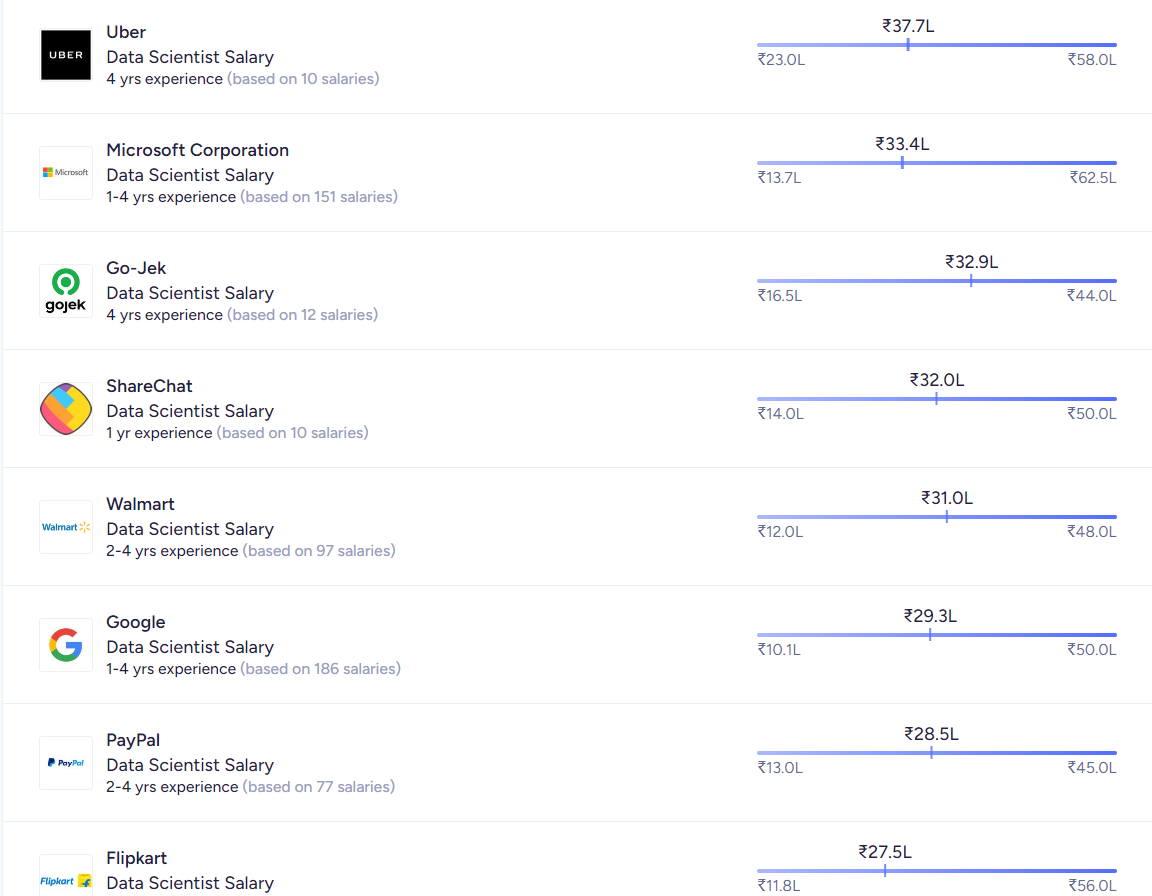 UBER
Uber
Data Scientist Salary
4 yrs experience (based on 10 salaries)
₹37.7L
₹23.0L ₹58.0L
Microsoft
Microsoft Corporation
Data Scientist Salary
1-4 yrs experience (based on 151 salaries)
₹33.4L
₹13.7L ₹62.5L
gojek
Go-Jek
Data Scientist Salary
4 yrs experience (based on 12 salaries)
₹32.9L
₹16.5L ₹44.0L
ShareChat
Data Scientist Salary
1 yr experience (based on 10 salaries)
₹32.0L
₹14.0L ₹50.0L
Walmart
Walmart
Data Scientist Salary
2-4 yrs experience (based on 97 salaries)
₹31.0L
₹12.0L ₹48.0L
Google
Data Scientist Salary
1-4 yrs experience (based on 186 salaries)
₹29.3L
₹10.1L ₹50.0L
PayPal
PayPal
Data Scientist Salary
2-4 yrs experience (based on 77 salaries)
₹28.5L
₹13.0L ₹45.0L
Flipkart
Flipkart
Data Scientist Salary
₹27.5L
₹11.8L ₹56.0L